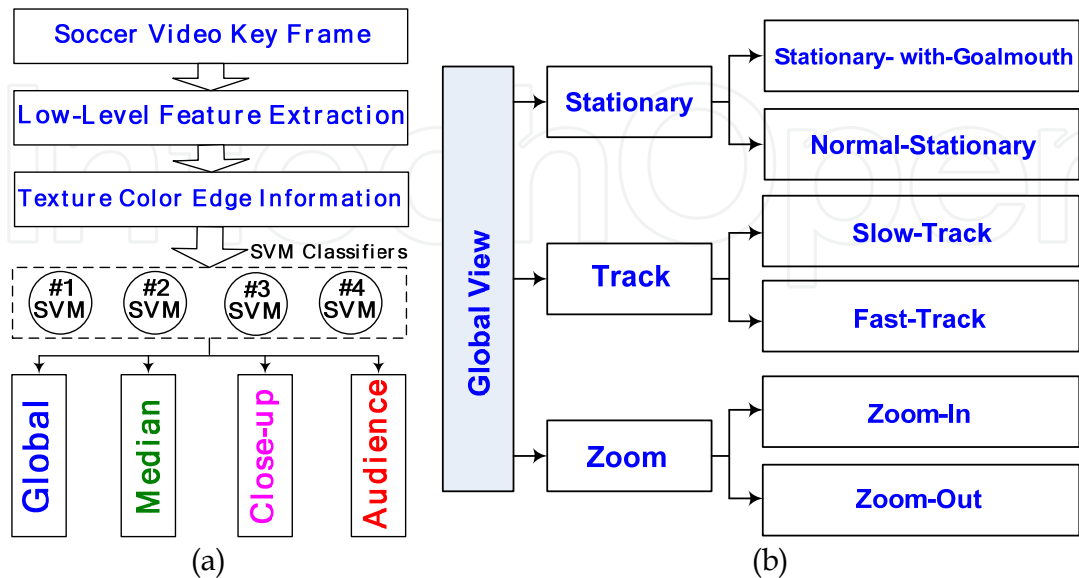 Soccer Video Key Frame
Low-Level Feature Extraction
Texture Color Edge Information
SVM Classifiers
#1 SVM
#2 SVM
#3 SVM
#4 SVM
Global
Median
Close-up
Audience
(a)
Global View
Stationary
Stationary- with-Goalmouth
Normal-Stationary
Track
Slow-Track
Fast-Track
Zoom
Zoom-In
Zoom-Out
(b)
IntechOpen